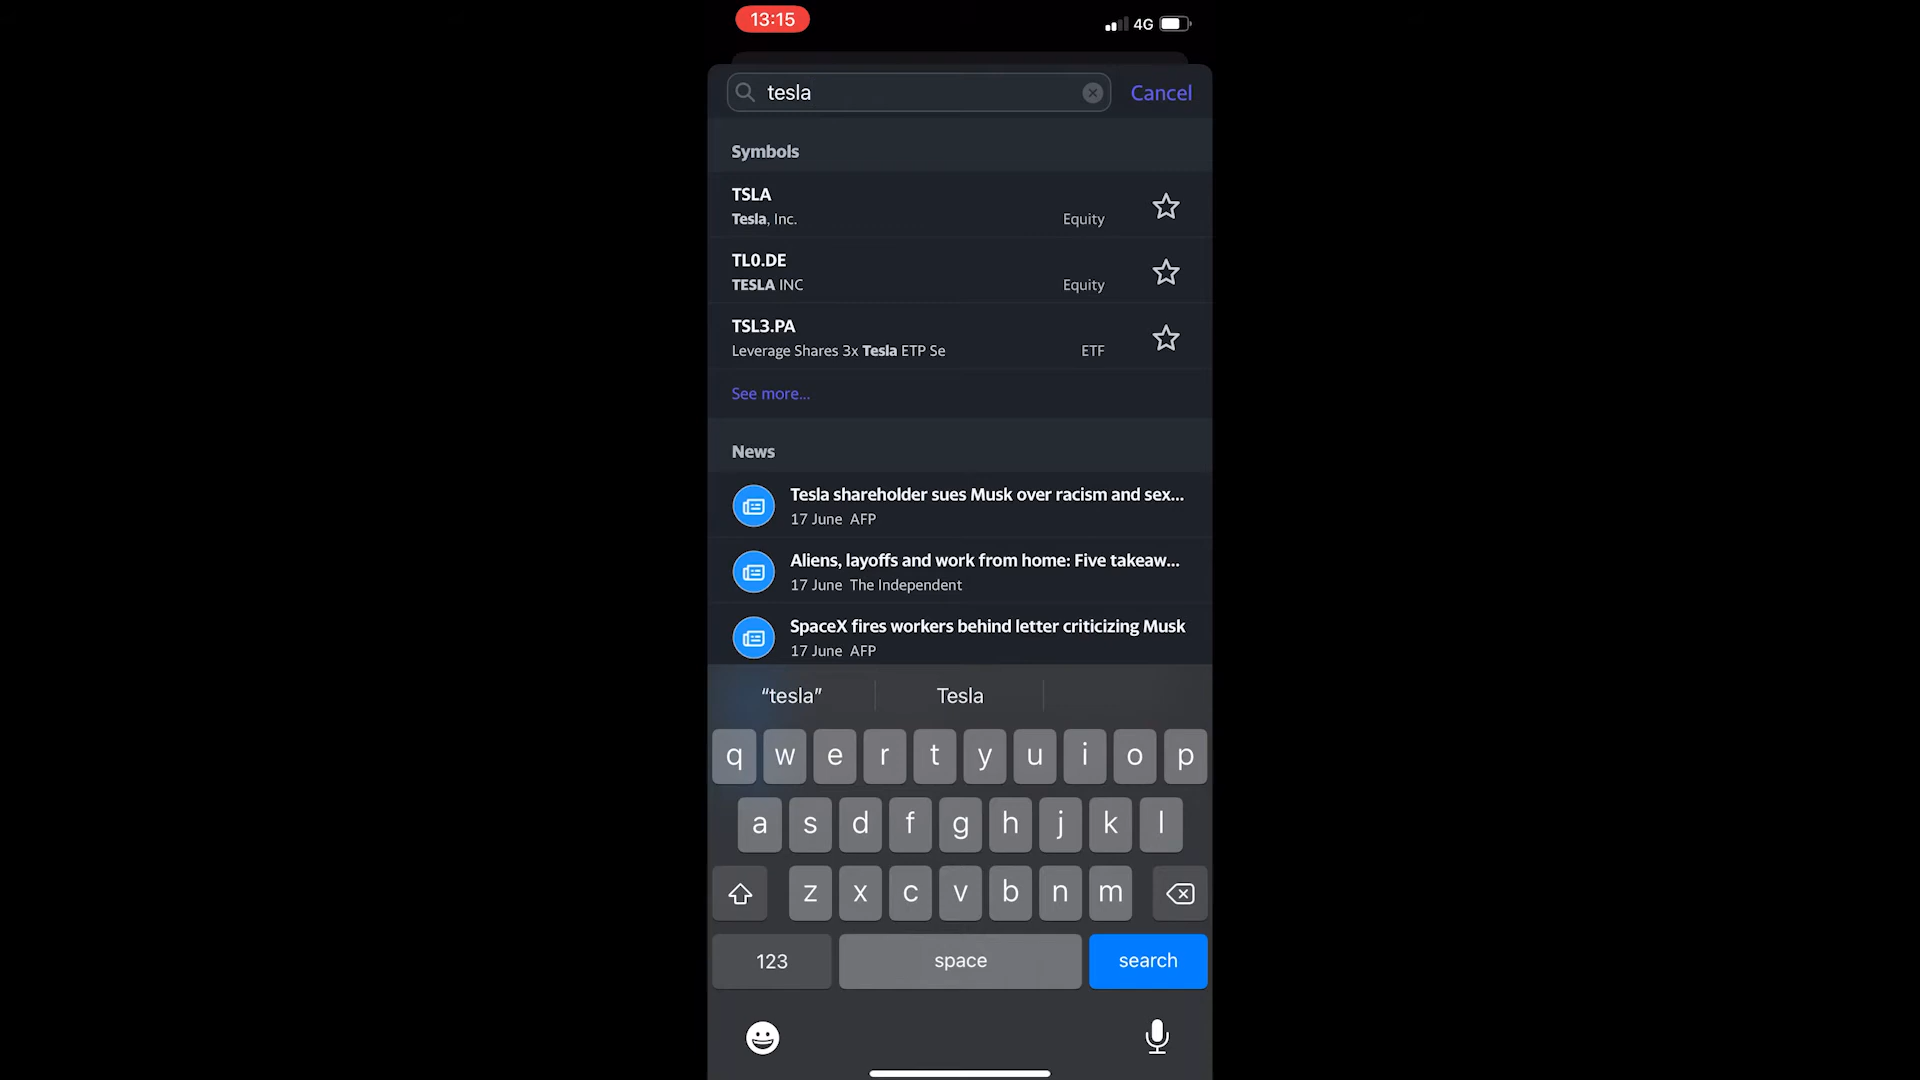 13:15
4G
tesla
Cancel
Symbols
TSLA
Tesla, Inc.
Equity
TL0.DE
TESLA INC
Equity
TSL3.PA
Leverage Shares 3x Tesla ETP Se
ETF
See more...
News
Tesla shareholder sues Musk over racism and sex...
17 June AFP
Aliens, layoffs and work from home: Five takeaw...
17 June The Independent
SpaceX fires workers behind letter criticizing Musk
17 June AFP
“tesla”
Tesla
q w e r t y u i o p
a s d f g h j k l
z x c v b n m
123
space
search